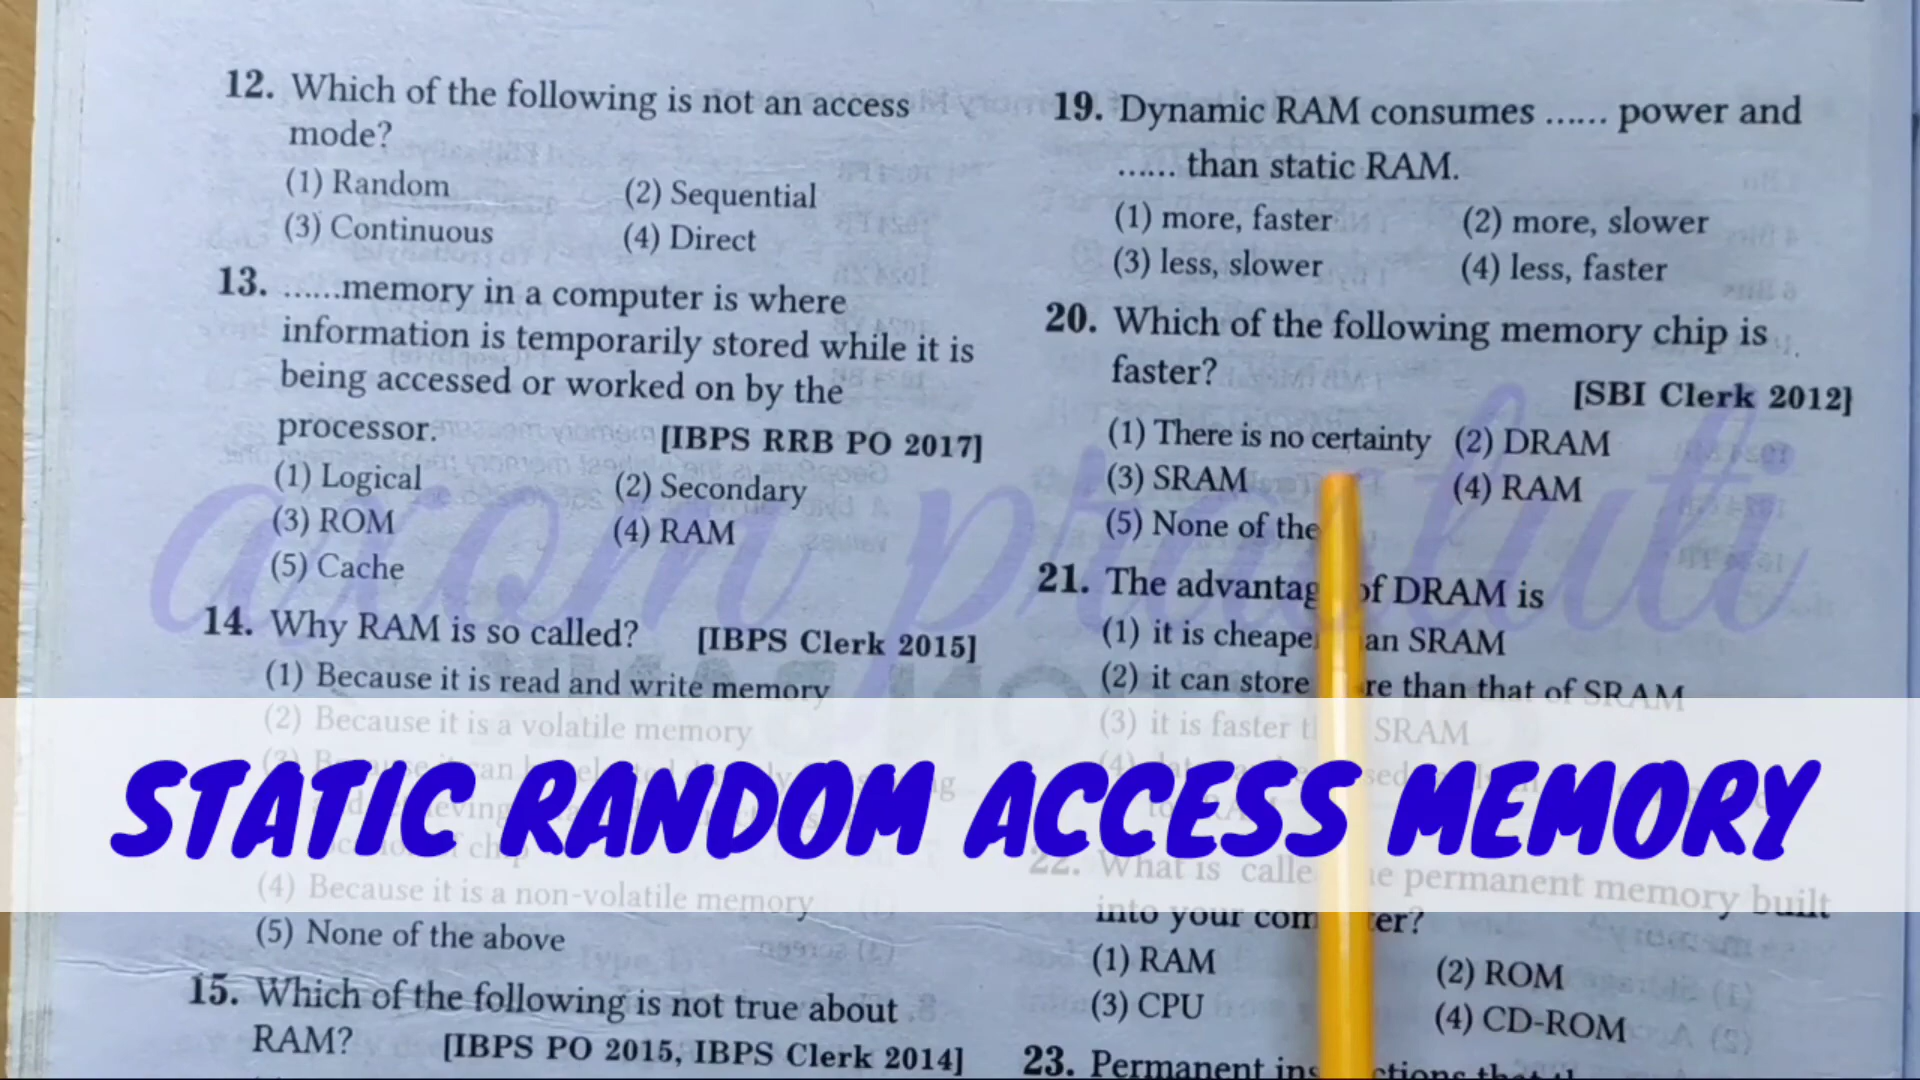 12. Which of the following is not an access
mode?
(1) Random (2) Sequential
(3) Continuous (4) Direct
13. ......memory in a computer is where
information is temporarily stored while it is
being accessed or worked on by the
processor. [IBPS RRB PO 2017]
(1) Logical (2) Secondary
(3) ROM (4) RAM
(5) Cache
14. Why RAM is so called? [IBPS Clerk 2015]
(1) Because it is read and write memory
(2) Because it is a volatile memory
(4) Because it is a non-volatile memory
(5) None of the above
15. Which of the following is not true about
RAM? [IBPS PO 2015, IBPS Clerk 2014]
19. Dynamic RAM consumes ...... power and
...... than static RAM.
(1) more, faster (2) more, slower
(3) less, slower (4) less, faster
20. Which of the following memory chip is
faster? [SBI Clerk 2012]
(1) There is no certainty (2) DRAM
(3) SRAM (4) RAM
(5) None of the
21. The advantag of DRAM is
(1) it is cheape an SRAM
(2) it can store re than that of SRAM
(3) it is faster t SRAM
22. What is calle e permanent memory built
into your com ter?
(1) RAM (2) ROM
(3) CPU (4) CD-ROM
23. Permanent ins ctions
axom prastuti
STATIC RANDOM ACCESS MEMORY